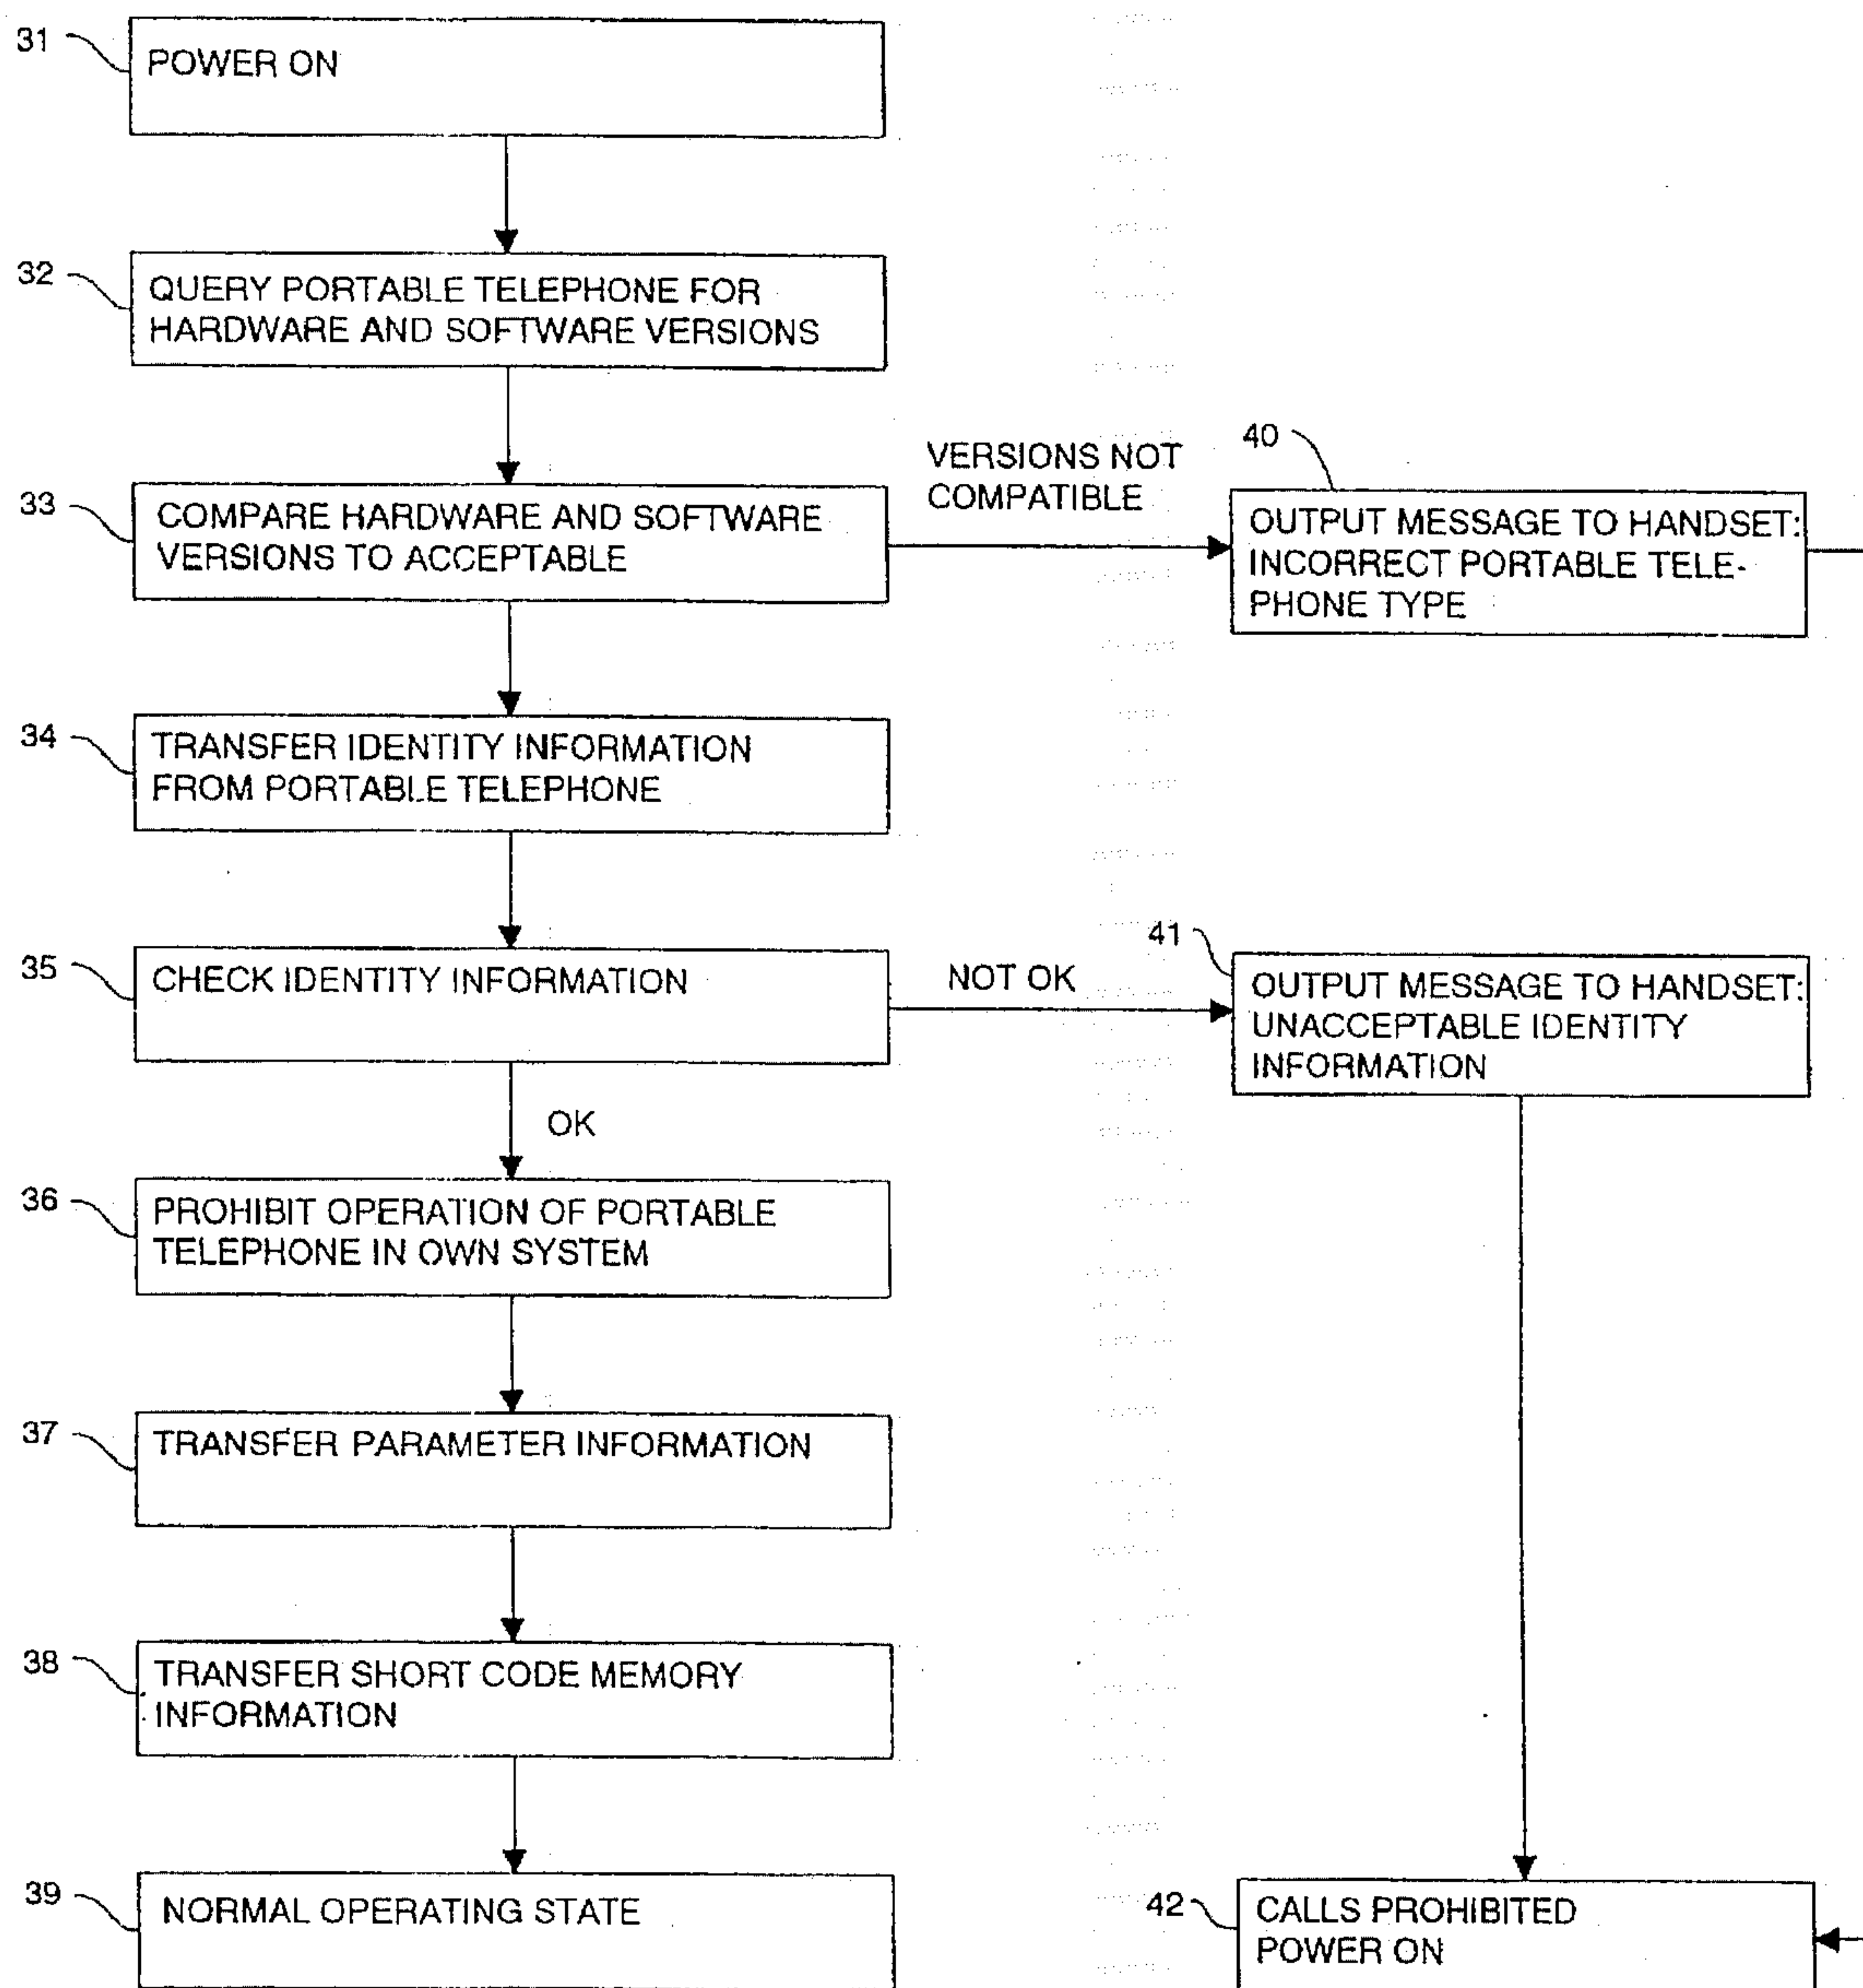 31
POWER ON
32
QUERY PORTABLE TELEPHONE FOR
HARDWARE AND SOFTWARE VERSIONS
33
COMPARE HARDWARE AND SOFTWARE
VERSIONS TO ACCEPTABLE
VERSIONS NOT
COMPATIBLE
40
OUTPUT MESSAGE TO HANDSET:
INCORRECT PORTABLE TELE-
PHONE TYPE
34
TRANSFER IDENTITY INFORMATION
FROM PORTABLE TELEPHONE
35
CHECK IDENTITY INFORMATION
NOT OK
41
OUTPUT MESSAGE TO HANDSET:
UNACCEPTABLE IDENTITY
INFORMATION
OK
36
PROHIBIT OPERATION OF PORTABLE
TELEPHONE IN OWN SYSTEM
37
TRANSFER PARAMETER INFORMATION
38
TRANSFER SHORT CODE MEMORY
INFORMATION
39
NORMAL OPERATING STATE
42
CALLS PROHIBITED
POWER ON